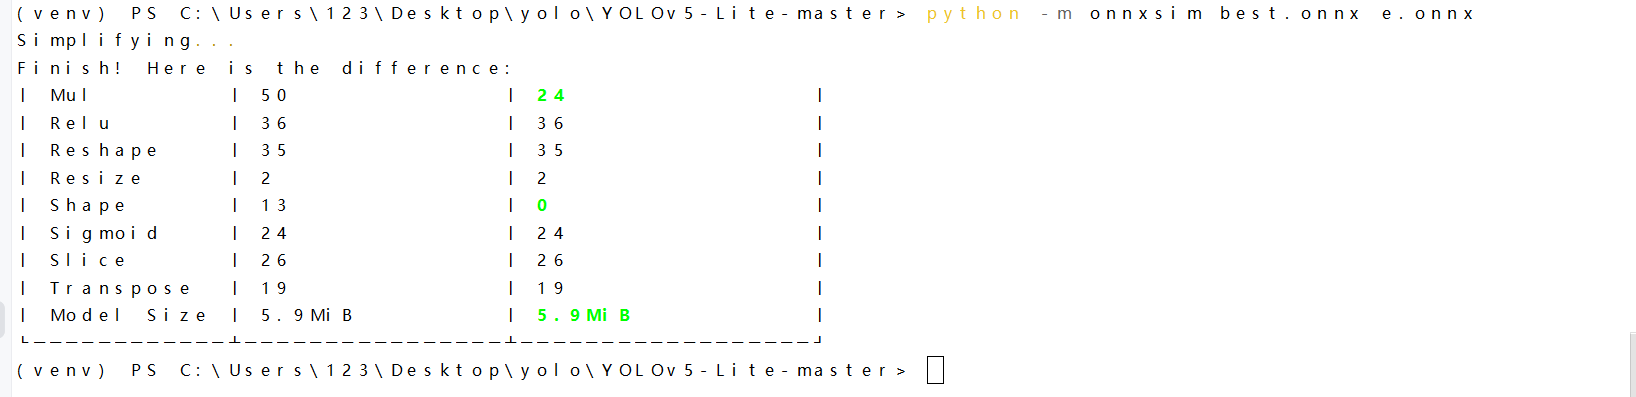 (venv) PS C:\Users\123\Desktop\yolo\YOLOv5-Lite-master> python -m onnxsim best.onnx e.onnx
Simplifying...
Finish! Here is the difference:
| Mul | 50 | 24 |
| Relu | 36 | 36 |
| Reshape | 35 | 35 |
| Resize | 2 | 2 |
| Shape | 13 | 0 |
| Sigmoid | 24 | 24 |
| Slice | 26 | 26 |
| Transpose | 19 | 19 |
| Model Size | 5.9MiB | 5.9MiB |
(venv) PS C:\Users\123\Desktop\yolo\YOLOv5-Lite-master>